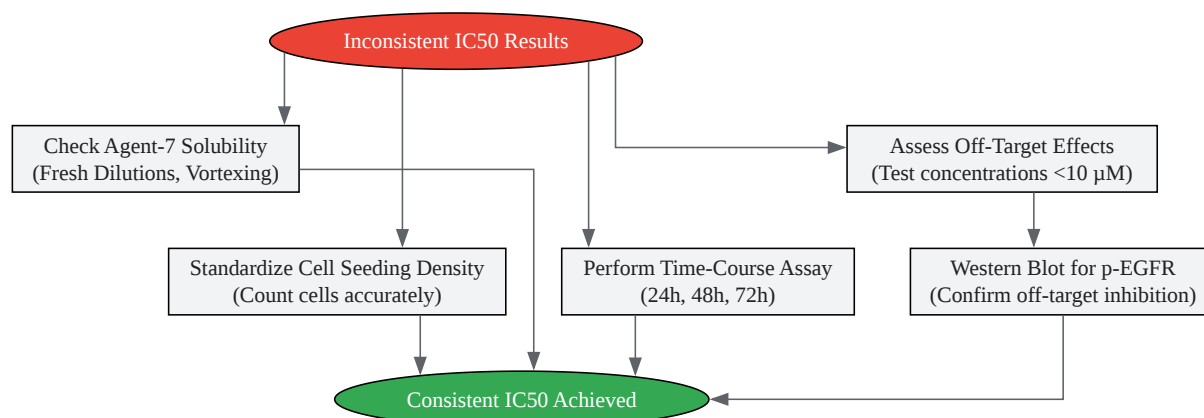 Inconsistent IC50 Results
Check Agent-7 Solubility
(Fresh Dilutions, Vortexing)
Assess Off-Target Effects
(Test concentrations <10 µM)
Standardize Cell Seeding Density
(Count cells accurately)
Perform Time-Course Assay
(24h, 48h, 72h)
Western Blot for p-EGFR
(Confirm off-target inhibition)
Consistent IC50 Achieved